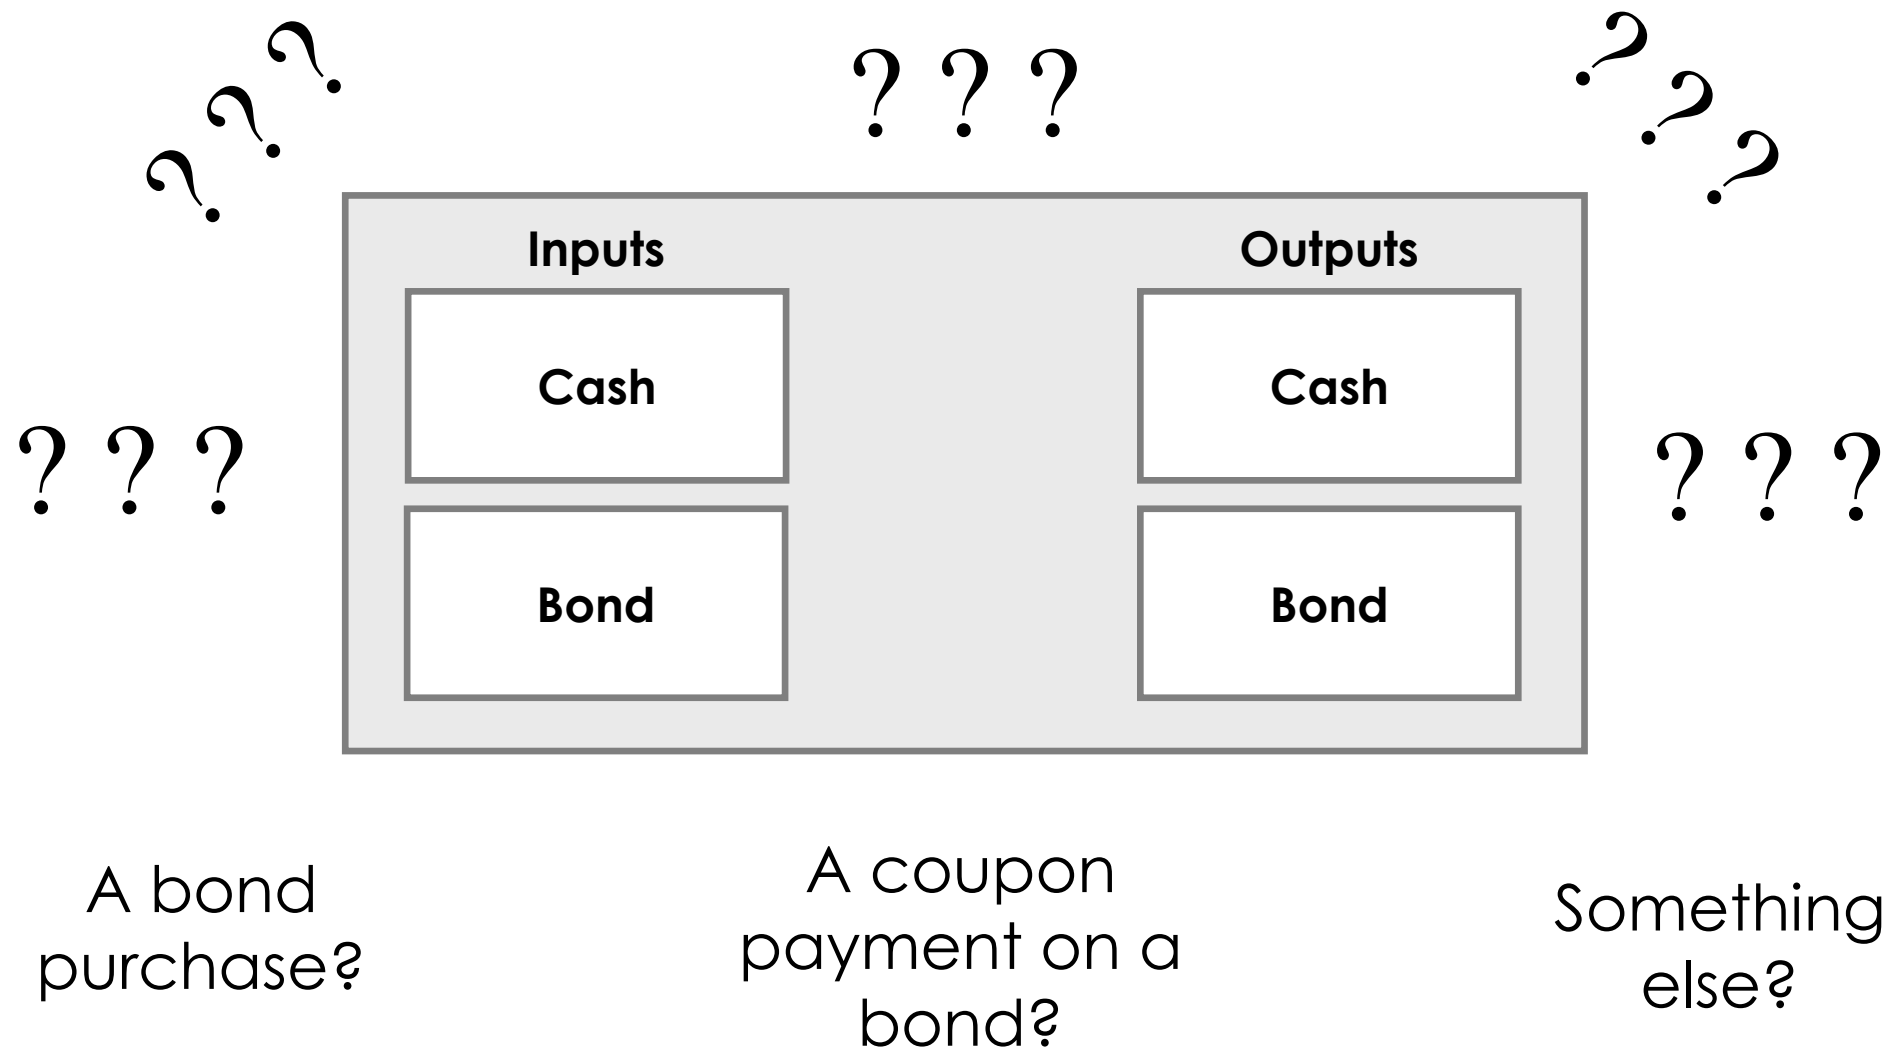 ? ? ?
? ? ?
? ? ?
Inputs
Outputs
Cash
Cash
? ? ?
? ? ?
Bond
Bond
A bond
purchase?
A coupon
payment on a
bond?
Something
else?